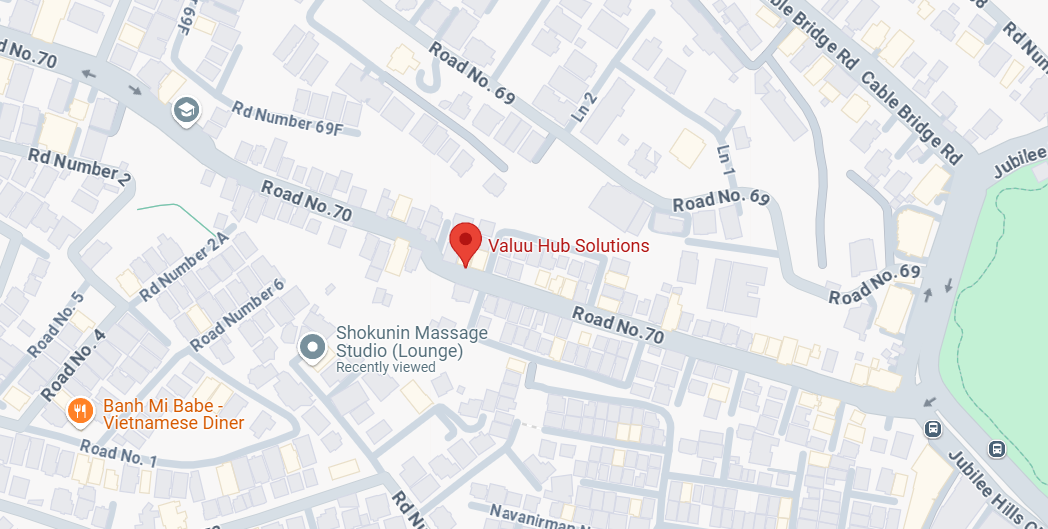 d No.70
69F
Road No. 69
Ln 2
ble Bridge Rd
Cable Bridge Rd
68
Rd Num
Rd Number 69F
Rd Number 2
Road No.70
Ln 1
Road No. 69
Jubilee
Valuu Hub Solutions
Rd Number 2A
Road No. 69
Road No. 5
Road Number 6
Road No.70
Shokunin Massage
Studio (Lounge)
Recently viewed
Road No. 4
Banh Mi Babe -
Vietnamese Diner
Road No. 1
Jubilee Hills C
Rd Nu
Navanirman N